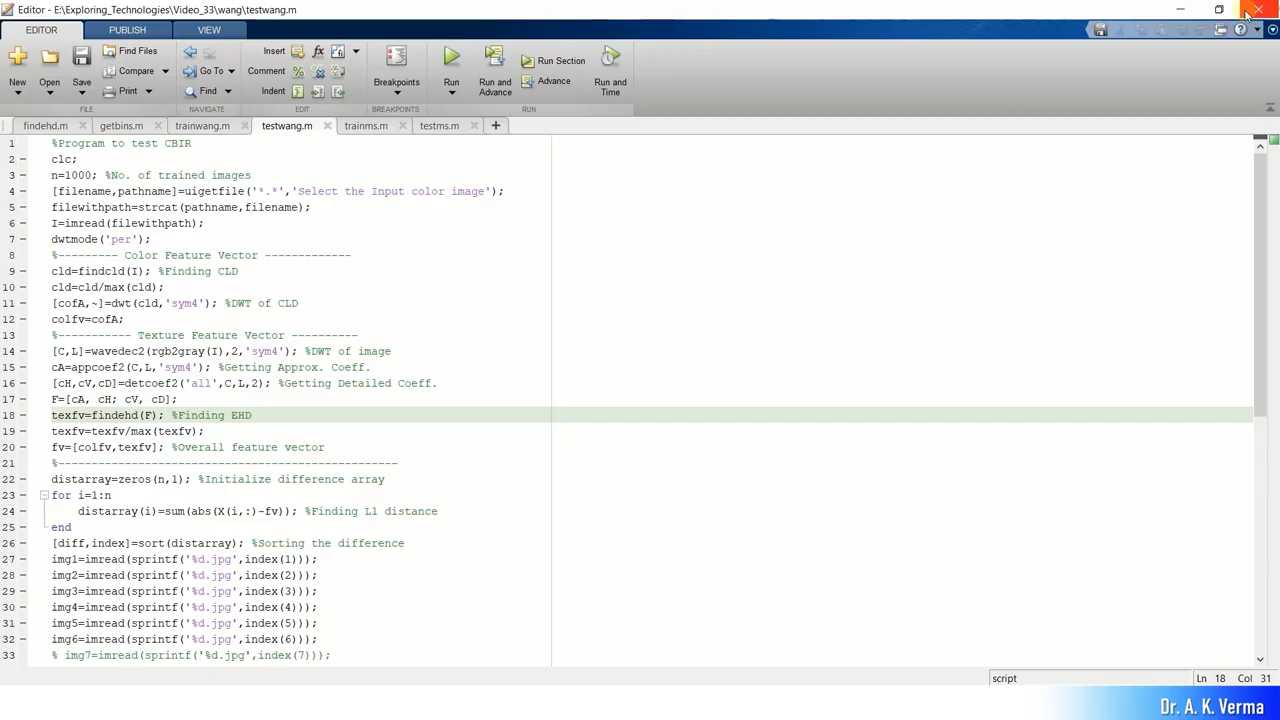 Editor - E:\Exploring_Technologies\Video_33\wang\testwang.m
EDITOR PUBLISH VIEW
New Open Save Find Files Compare Print Go To Find Insert Comment Indent Breakpoints Run Run and Advance Run Section Advance Run and Time
FILE NAVIGATE EDIT BREAKPOINTS RUN
findehd.m getbins.m trainwang.m testwang.m trainms.m testms.m
1 %Program to test CBIR
2 clc;
3 n=1000; %No. of trained images
4 [filename,pathname]=uigetfile('*.*','Select the Input color image');
5 filewithpath=strcat(pathname,filename);
6 I=imread(filewithpath);
7 dwtmode('per');
8 %--------- Color Feature Vector -------------
9 cld=findcld(I); %Finding CLD
10 cld=cld/max(cld);
11 [cofA,~]=dwt(cld,'sym4'); %DWT of CLD
12 colfv=cofA;
13 %----------- Texture Feature Vector ----------
14 [C,L]=wavedec2(rgb2gray(I),2,'sym4'); %DWT of image
15 cA=appcoef2(C,L,'sym4'); %Getting Approx. Coeff.
16 [cH,cV,cD]=detcoef2('all',C,L,2); %Getting Detailed Coeff.
17 F=[cA, cH; cV, cD];
18 texfv=findehd(F); %Finding EHD
19 texfv=texfv/max(texfv);
20 fv=[colfv,texfv]; %Overall feature vector
21 %---------------------------------------------------
22 distarray=zeros(n,1); %Initialize difference array
23 for i=1:n
24 distarray(i)=sum(abs(X(i,:)-fv)); %Finding L1 distance
25 end
26 [diff,index]=sort(distarray); %Sorting the difference
27 img1=imread(sprintf('%d.jpg',index(1)));
28 img2=imread(sprintf('%d.jpg',index(2)));
29 img3=imread(sprintf('%d.jpg',index(3)));
30 img4=imread(sprintf('%d.jpg',index(4)));
31 img5=imread(sprintf('%d.jpg',index(5)));
32 img6=imread(sprintf('%d.jpg',index(6)));
33 % img7=imread(sprintf('%d.jpg',index(7)));
script Ln 18 Col 31
Dr. A. K. Verma